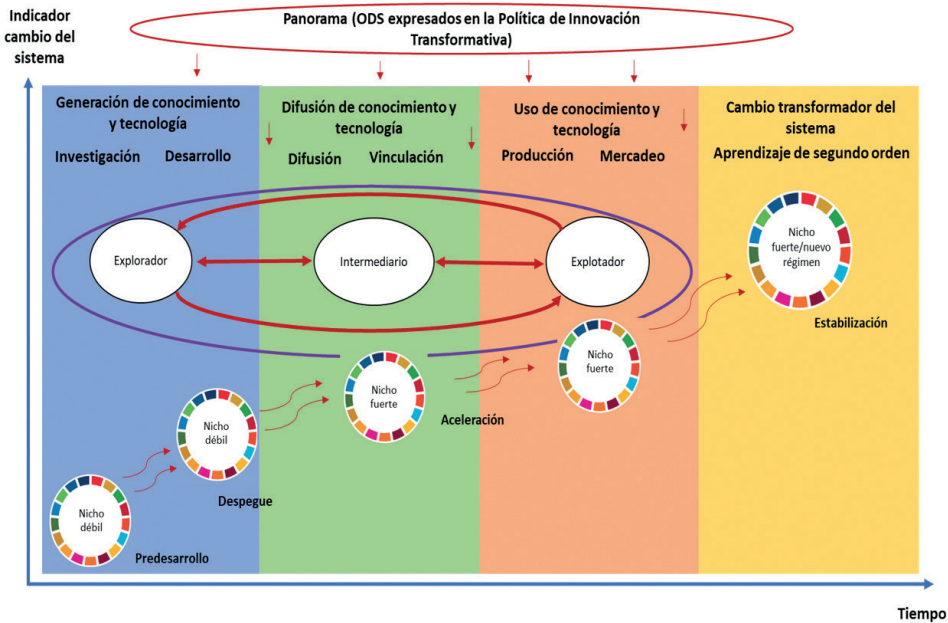 Indicador
cambio del
sistema
Panorama (ODS expresados en la Política de Innovación
Transformativa)
Generación de conocimiento
y tecnología
Investigación Desarrollo
Difusión de conocimiento y
tecnología
Difusión Vinculación
Uso de conocimiento y
tecnología
Producción Mercadeo
Cambio transformador del
sistema
Aprendizaje de segundo orden
Explorador
Intermediario
Explotador
Nicho
fuerte/nuevo
régimen
Estabilización
Nicho
fuerte
Nicho
fuerte
Aceleración
Nicho
débil
Despegue
Nicho
débil
Predesarrollo
Tiempo